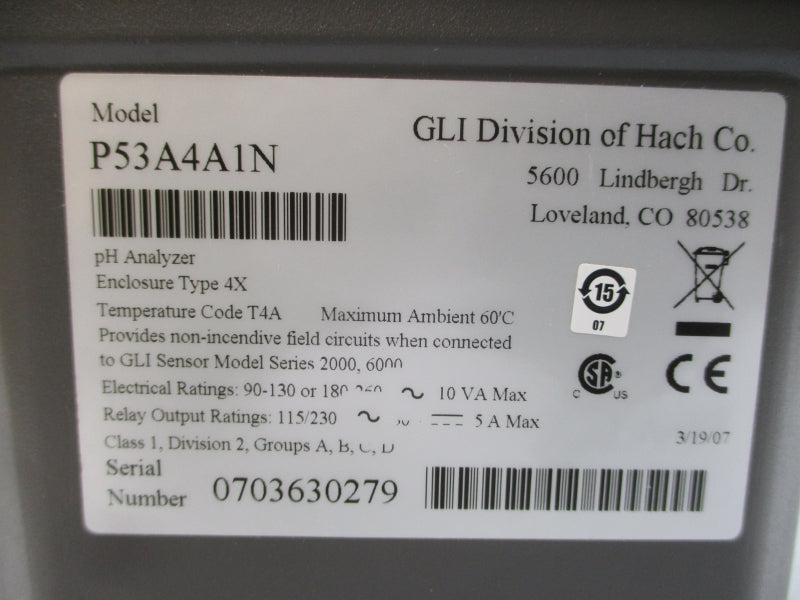 Model
P53A4A1N
GLI Division of Hach Co.
5600 Lindbergh Dr.
Loveland, CO 80538
pH Analyzer
Enclosure Type 4X
Temperature Code T4A Maximum Ambient 60'C
Provides non-incendive field circuits when connected
to GLI Sensor Model Series 2000,
Electrical Ratings: 90-130 or ~ 10 VA Max
Relay Output Ratings: 115/230 ~ 5 A Max
Class 1, Division 2, Groups A, B,
Serial
Number 0703630279
15
07
SA ®
C US
CE
3/19/07